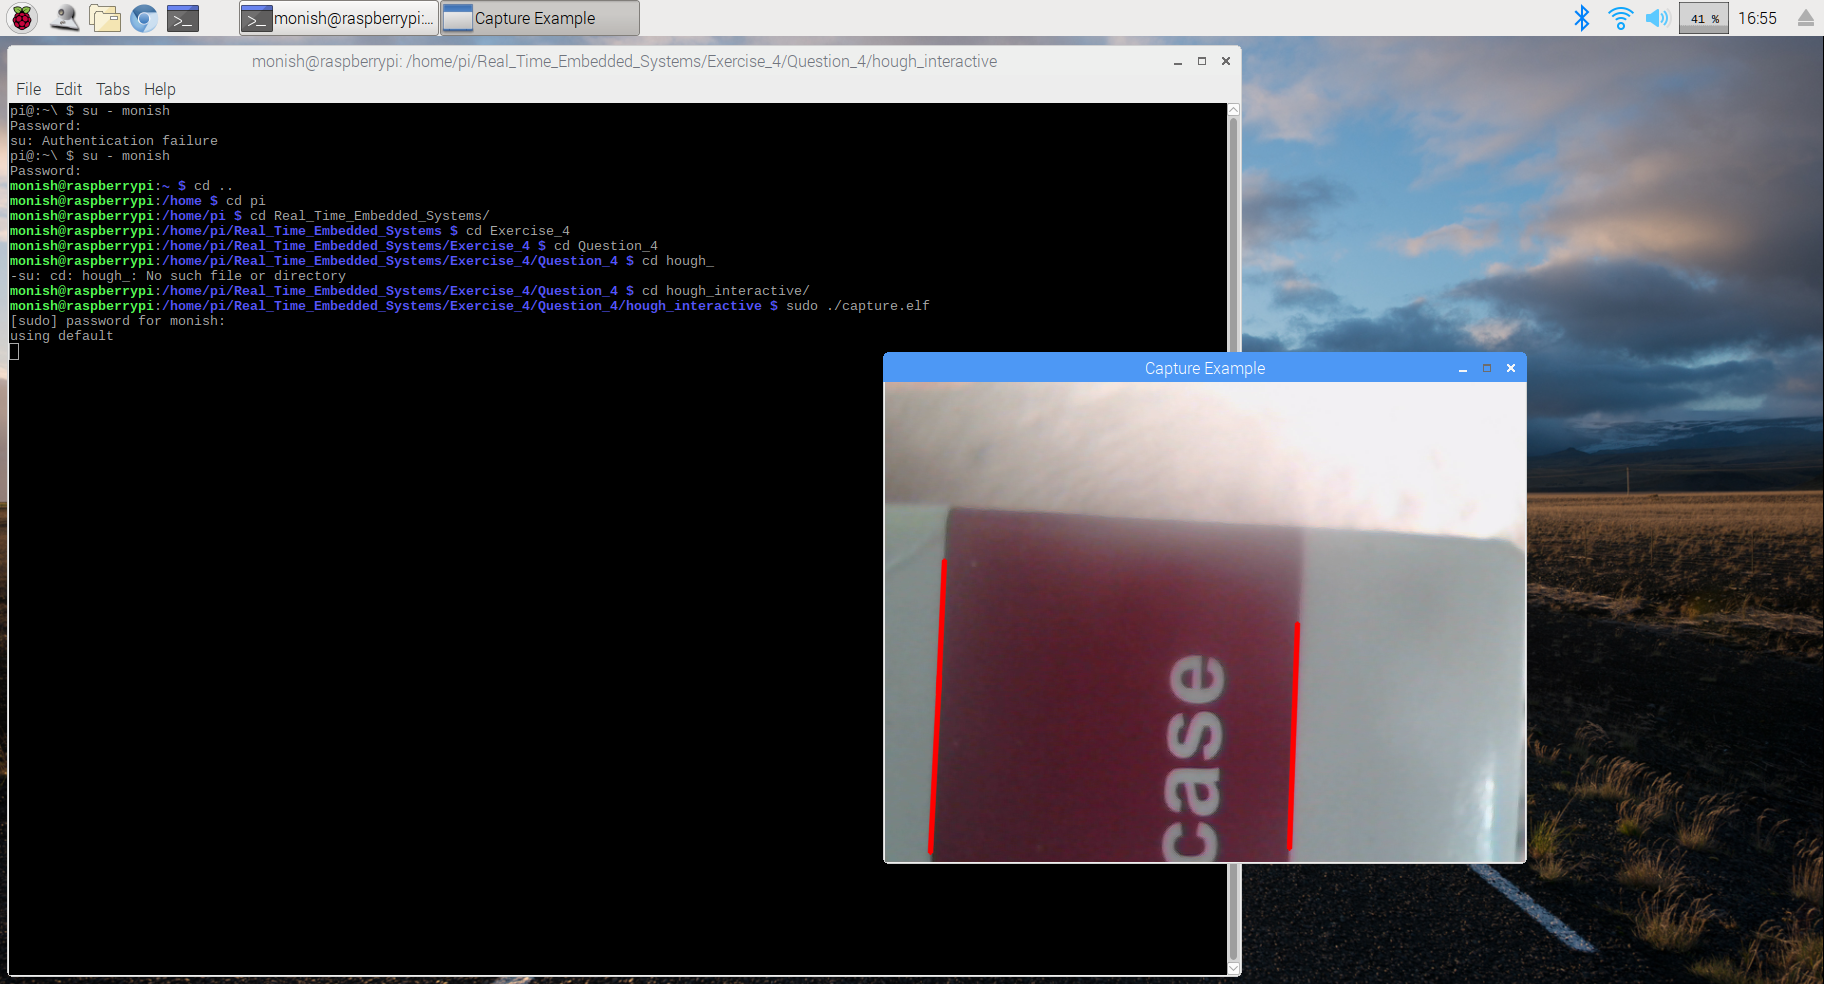 monish@raspberrypi:...
Capture Example
41 %
16:55
monish@raspberrypi: /home/pi/Real_Time_Embedded_Systems/Exercise_4/Question_4/hough_interactive
File Edit Tabs Help
pi@:~\ $ su - monish
Password:
su: Authentication failure
pi@:~\ $ su - monish
Password:
monish@raspberrypi:~ $ cd ..
monish@raspberrypi:/home $ cd pi
monish@raspberrypi:/home/pi $ cd Real_Time_Embedded_Systems/
monish@raspberrypi:/home/pi/Real_Time_Embedded_Systems $ cd Exercise_4
monish@raspberrypi:/home/pi/Real_Time_Embedded_Systems/Exercise_4 $ cd Question_4
monish@raspberrypi:/home/pi/Real_Time_Embedded_Systems/Exercise_4/Question_4 $ cd hough_
-su: cd: hough_: No such file or directory
monish@raspberrypi:/home/pi/Real_Time_Embedded_Systems/Exercise_4/Question_4 $ cd hough_interactive/
monish@raspberrypi:/home/pi/Real_Time_Embedded_Systems/Exercise_4/Question_4/hough_interactive $ sudo ./capture.elf
[sudo] password for monish:
using default
Capture Example
case